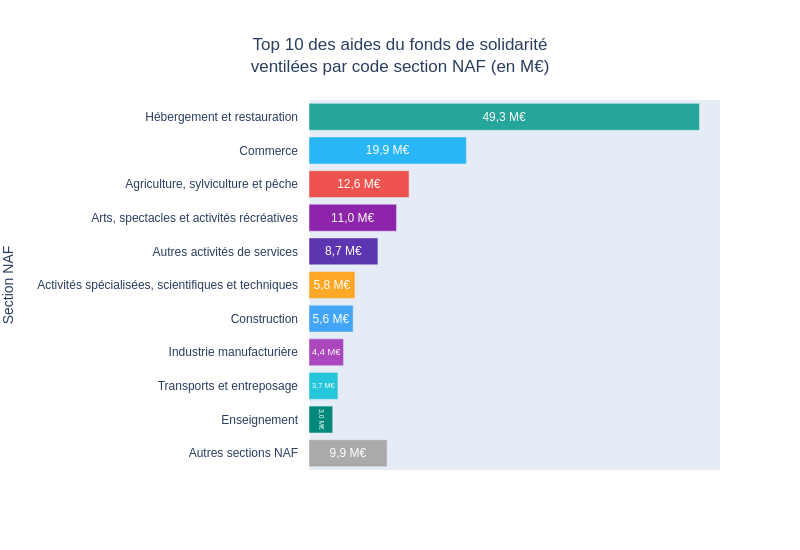 Top 10 des aides du fonds de solidarité
ventilées par code section NAF (en M€)
Section NAF
Hébergement et restauration 49,3 M€
Commerce 19,9 M€
Agriculture, sylviculture et pêche 12,6 M€
Arts, spectacles et activités récréatives 11,0 M€
Autres activités de services 8,7 M€
Activités spécialisées, scientifiques et techniques 5,8 M€
Construction 5,6 M€
Industrie manufacturière 4,4 M€
Transports et entreposage 3,7 M€
Enseignement 3,0 M€
Autres sections NAF 9,9 M€